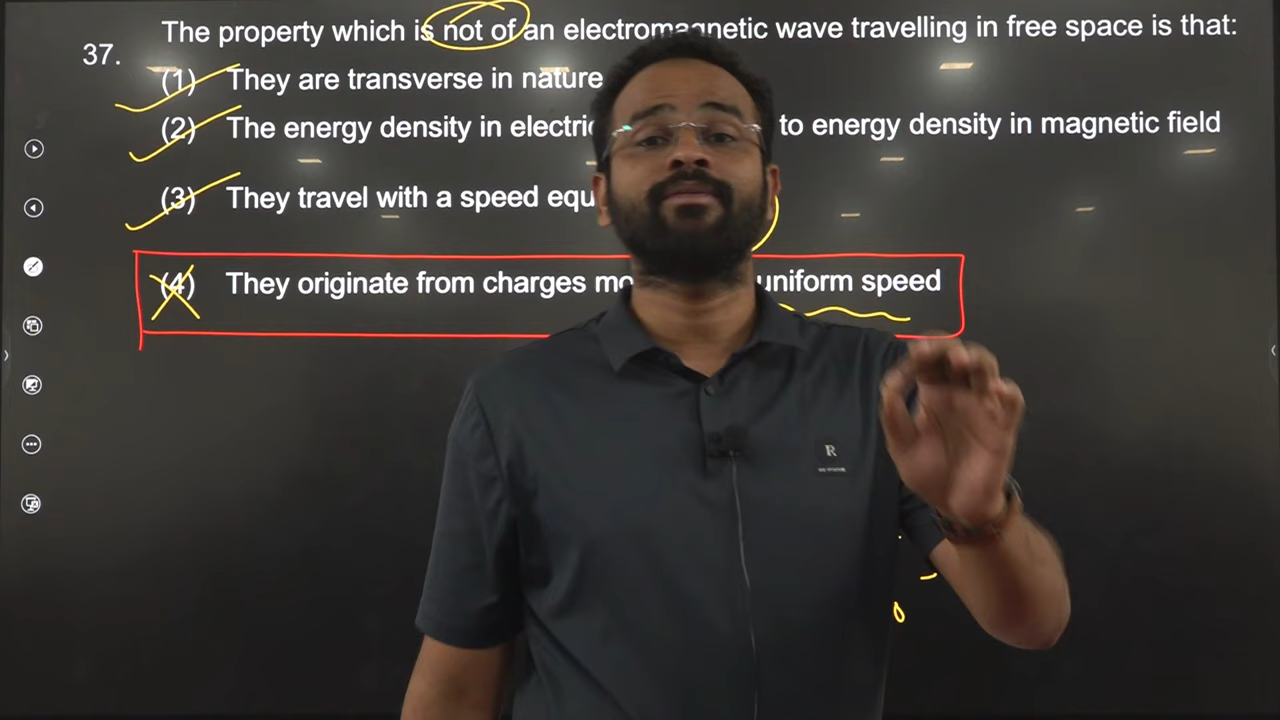 The property which is not of an electromagnetic wave travelling in free space is that:
37.
(1) They are transverse in nature
(2) The energy density in electri to energy density in magnetic field
(3) They travel with a speed equ
(4) They originate from charges mo uniform speed
R